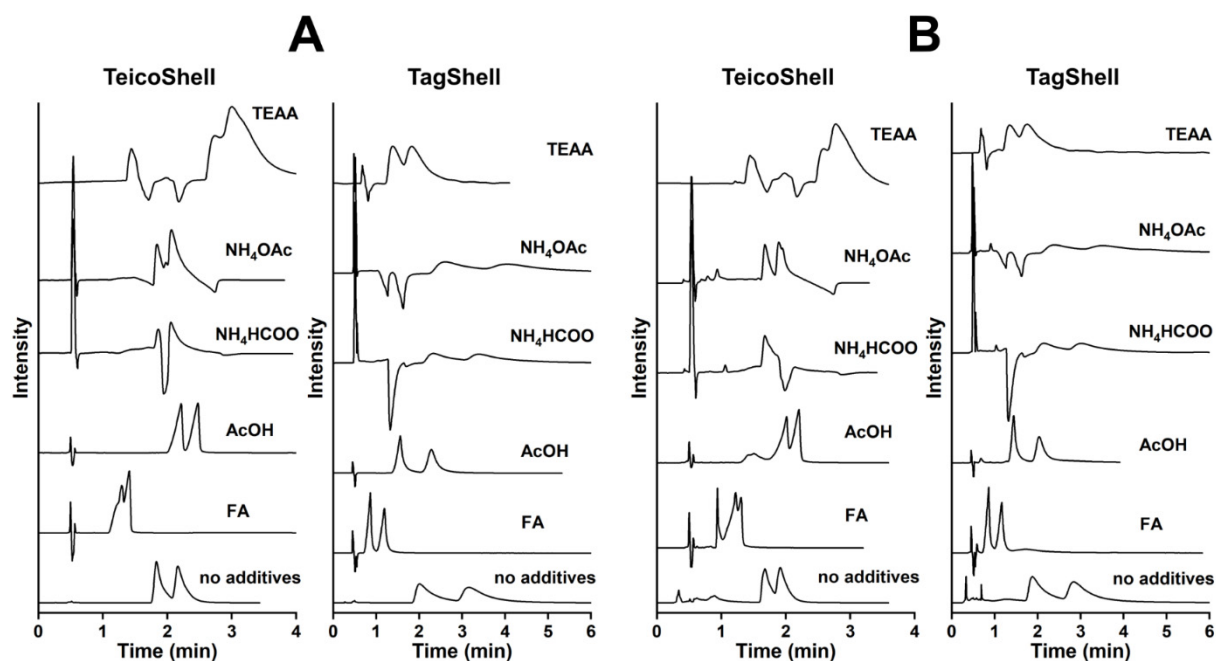 A
B
TeicoShell
TagShell
TeicoShell
TagShell
Intensity
TEAA
NH₄OAc
NH₄HCOO
AcOH
FA
no additives
0 1 2 3 4
Time (min)
Intensity
TEAA
NH₄OAc
NH₄HCOO
AcOH
FA
no additives
0 1 2 3 4 5 6
Time (min)
Intensity
TEAA
NH₄OAc
NH₄HCOO
AcOH
FA
no additives
0 1 2 3 4
Time (min)
Intensity
TEAA
NH₄OAc
NH₄HCOO
AcOH
FA
no additives
0 1 2 3 4 5 6
Time (min)